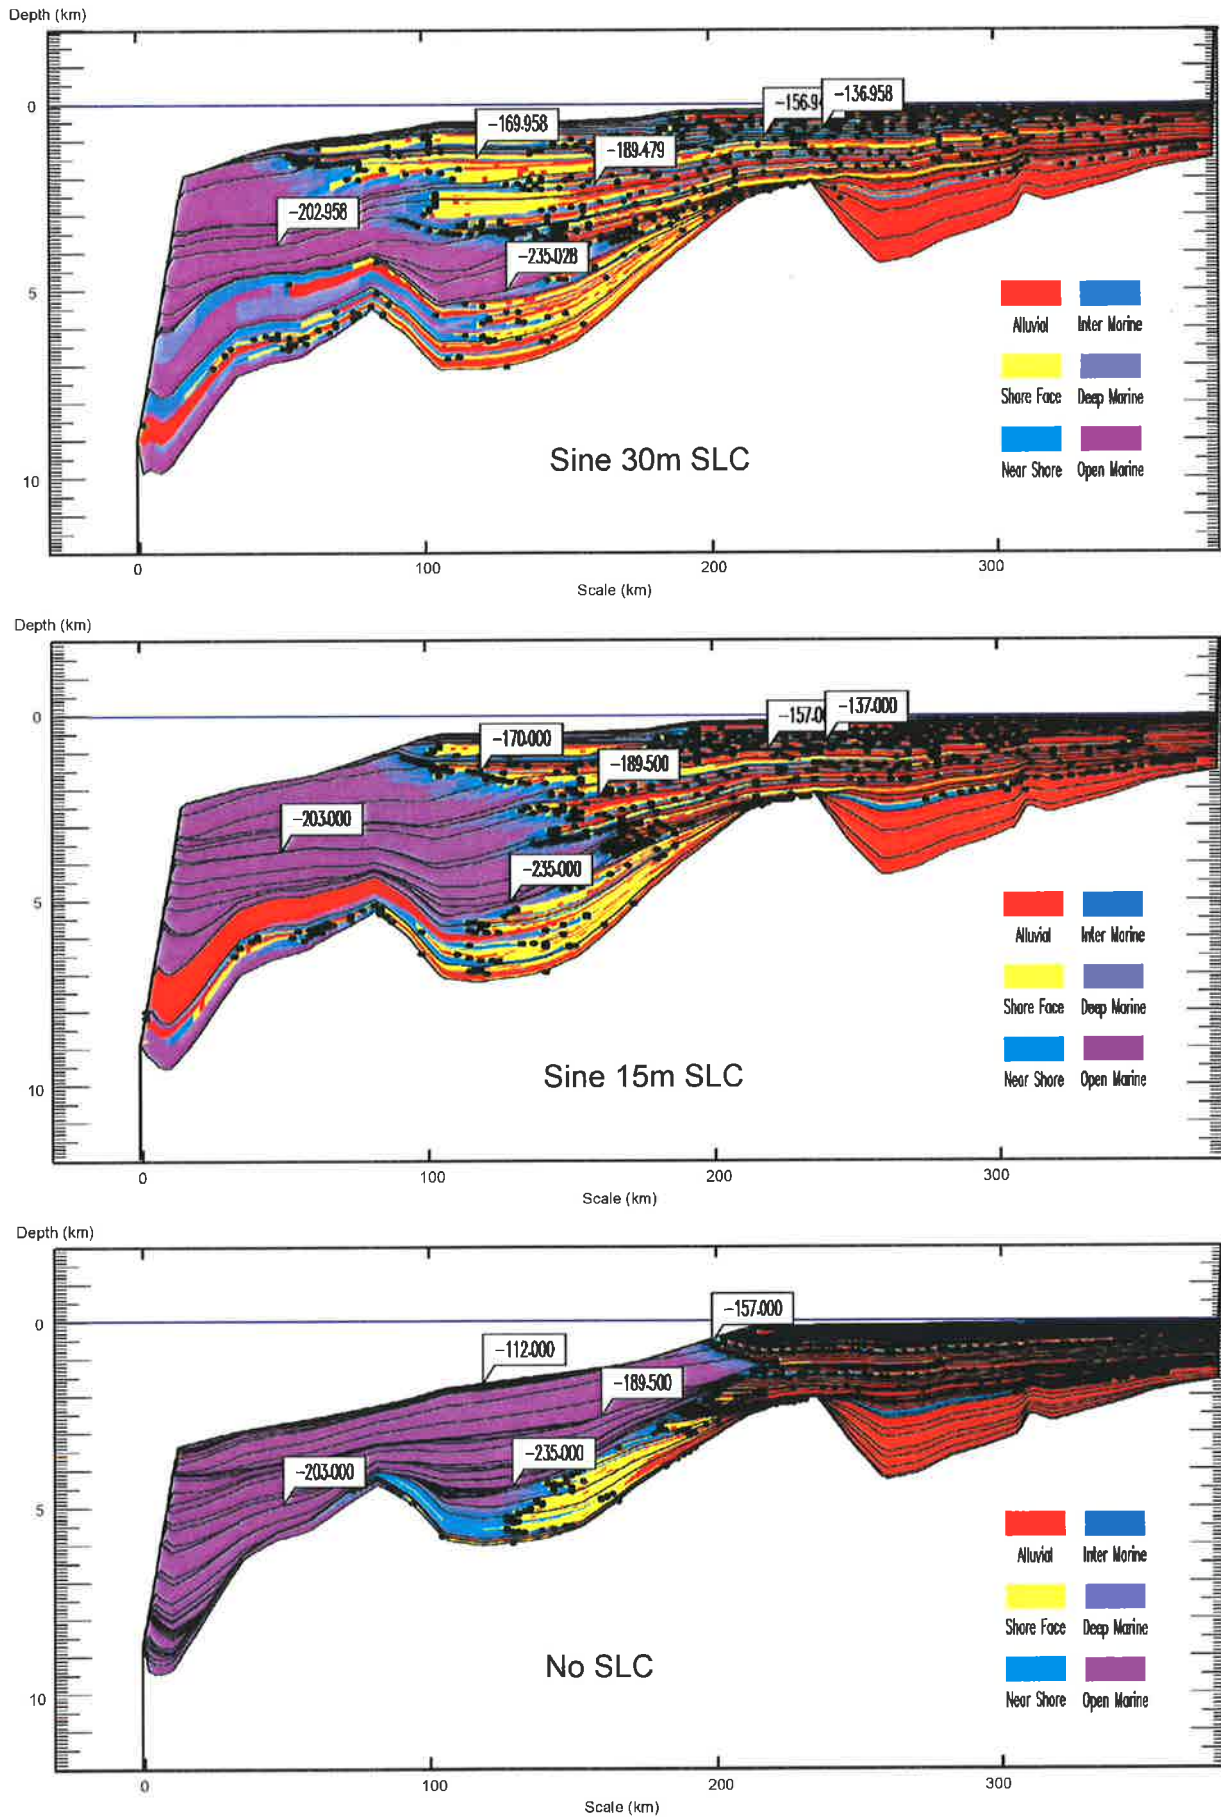 Depth (km)
0
-156.9
-136.958
-169.958
-189.479
-202.958
-235.028
5
Alluvial Inter Marine
Shore Face Deep Marine
Near Shore Open Marine
Sine 30m SLC
10
0 100 200 300
Scale (km)
Depth (km)
0
-157.0
-137.000
-170.000
-189.500
-203.000
-235.000
5
Alluvial Inter Marine
Shore Face Deep Marine
Near Shore Open Marine
Sine 15m SLC
10
0 100 200 300
Scale (km)
Depth (km)
0
-157.000
-112.000
-189.500
-235.000
-203.000
5
Alluvial Inter Marine
Shore Face Deep Marine
Near Shore Open Marine
No SLC
10
0 100 200 300
Scale (km)